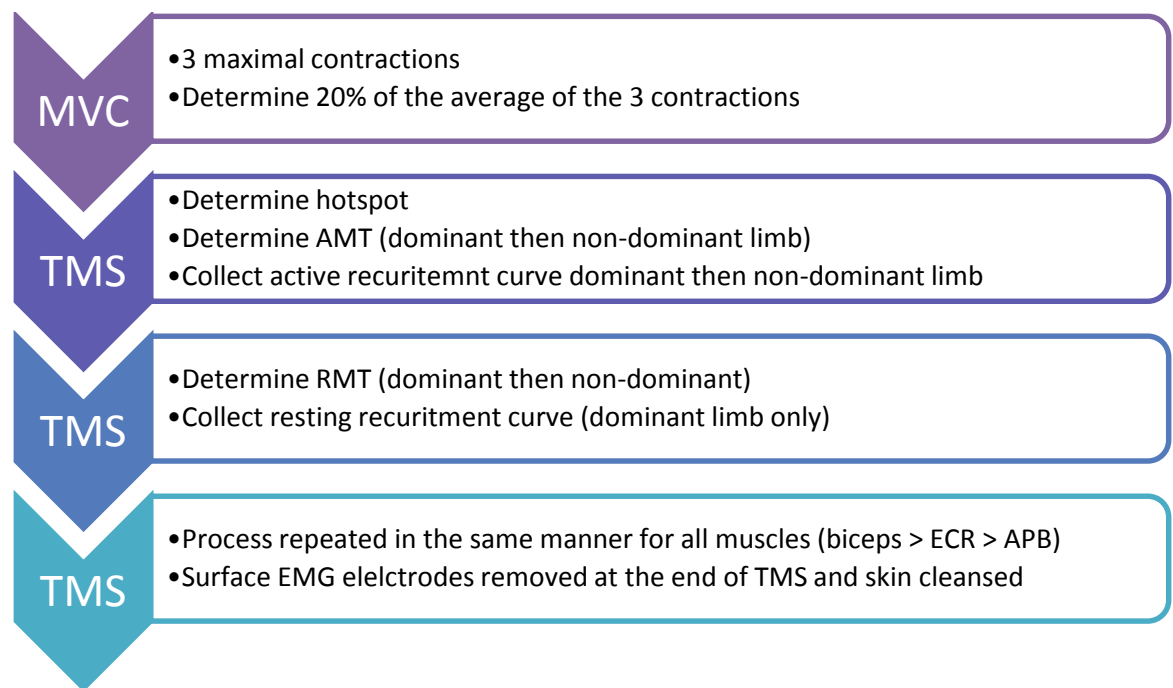 MVC
•3 maximal contractions
•Determine 20% of the average of the 3 contractions
TMS
•Determine hotspot
•Determine AMT (dominant then non-dominant limb)
•Collect active recuritemnt curve dominant then non-dominant limb
TMS
•Determine RMT (dominant then non-dominant)
•Collect resting recuritment curve (dominant limb only)
TMS
•Process repeated in the same manner for all muscles (biceps > ECR > APB)
•Surface EMG elelctrodes removed at the end of TMS and skin cleansed